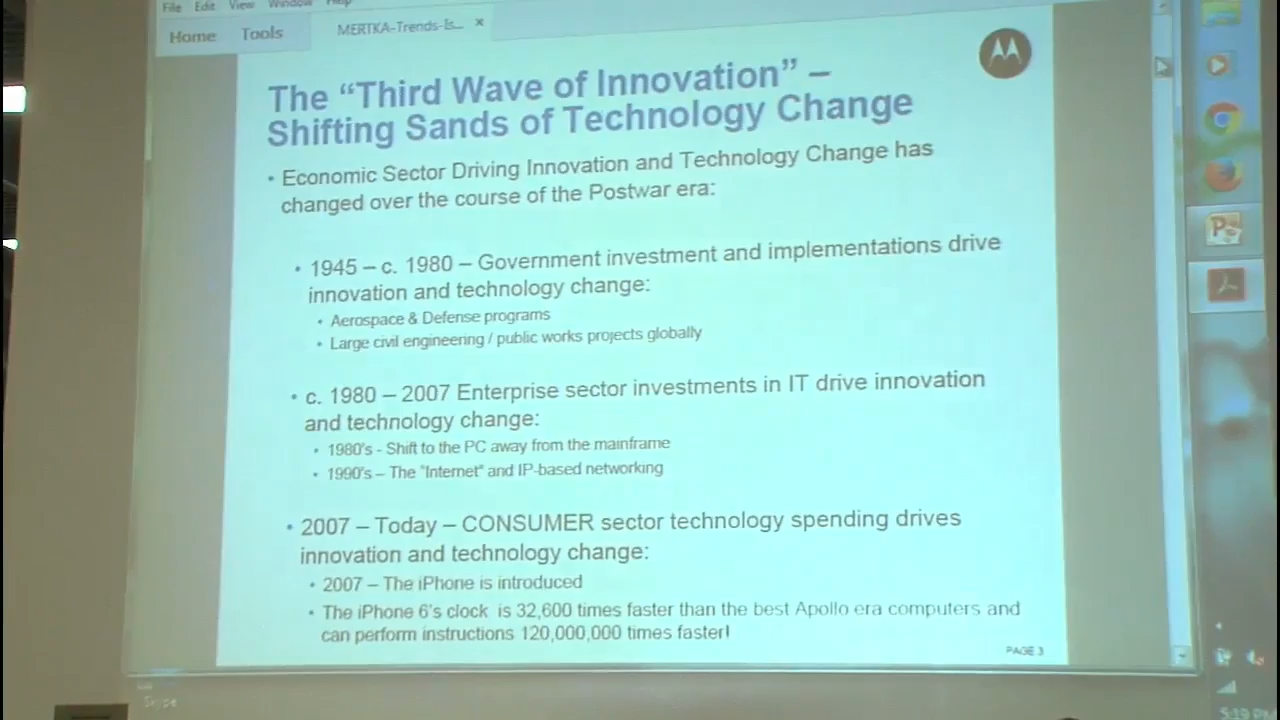 File Edit View Window Help
Home Tools MERTKA-Trends-Is... ×
The “Third Wave of Innovation” –
Shifting Sands of Technology Change
• Economic Sector Driving Innovation and Technology Change has
changed over the course of the Postwar era:
• 1945 – c. 1980 – Government investment and implementations drive
innovation and technology change:
• Aerospace & Defense programs
• Large civil engineering / public works projects globally
• c. 1980 – 2007 Enterprise sector investments in IT drive innovation
and technology change:
• 1980's - Shift to the PC away from the mainframe
• 1990's – The "Internet" and IP-based networking
• 2007 – Today – CONSUMER sector technology spending drives
innovation and technology change:
• 2007 – The iPhone is introduced
• The iPhone 6's clock is 32,600 times faster than the best Apollo era computers and
can perform instructions 120,000,000 times faster!
PAGE 3
Skype
5:39 PM